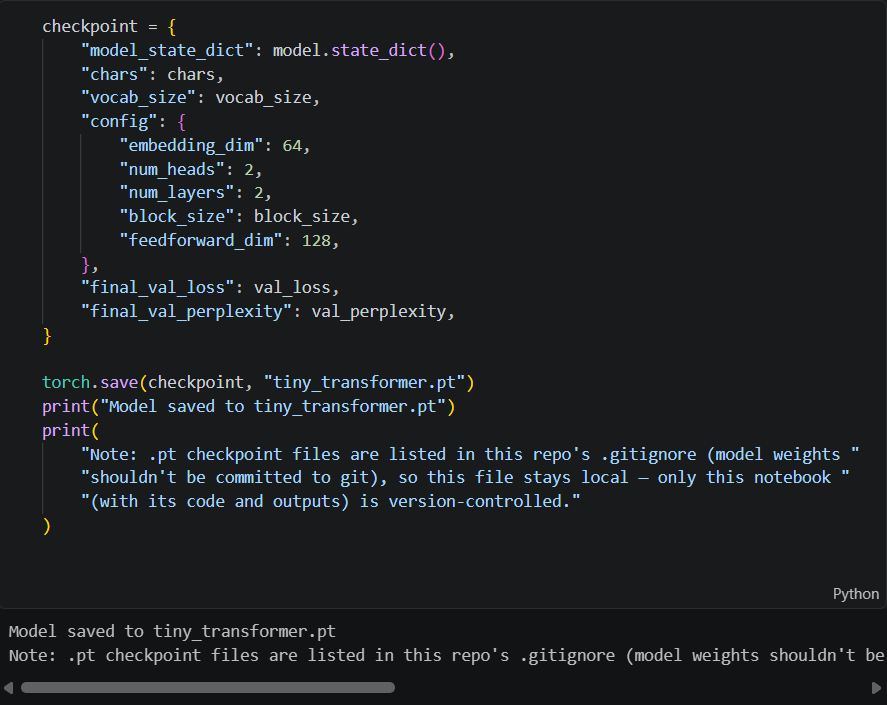 checkpoint = {
    "model_state_dict": model.state_dict(),
    "chars": chars,
    "vocab_size": vocab_size,
    "config": {
        "embedding_dim": 64,
        "num_heads": 2,
        "num_layers": 2,
        "block_size": block_size,
        "feedforward_dim": 128,
    },
    "final_val_loss": val_loss,
    "final_val_perplexity": val_perplexity,
}
torch.save(checkpoint, "tiny_transformer.pt")
print("Model saved to tiny_transformer.pt")
print(
    "Note: .pt checkpoint files are listed in this repo's .gitignore (model weights "
    "shouldn't be committed to git), so this file stays local — only this notebook "
    "(with its code and outputs) is version-controlled."
)
Python
Model saved to tiny_transformer.pt
Note: .pt checkpoint files are listed in this repo's .gitignore (model weights shouldn't be